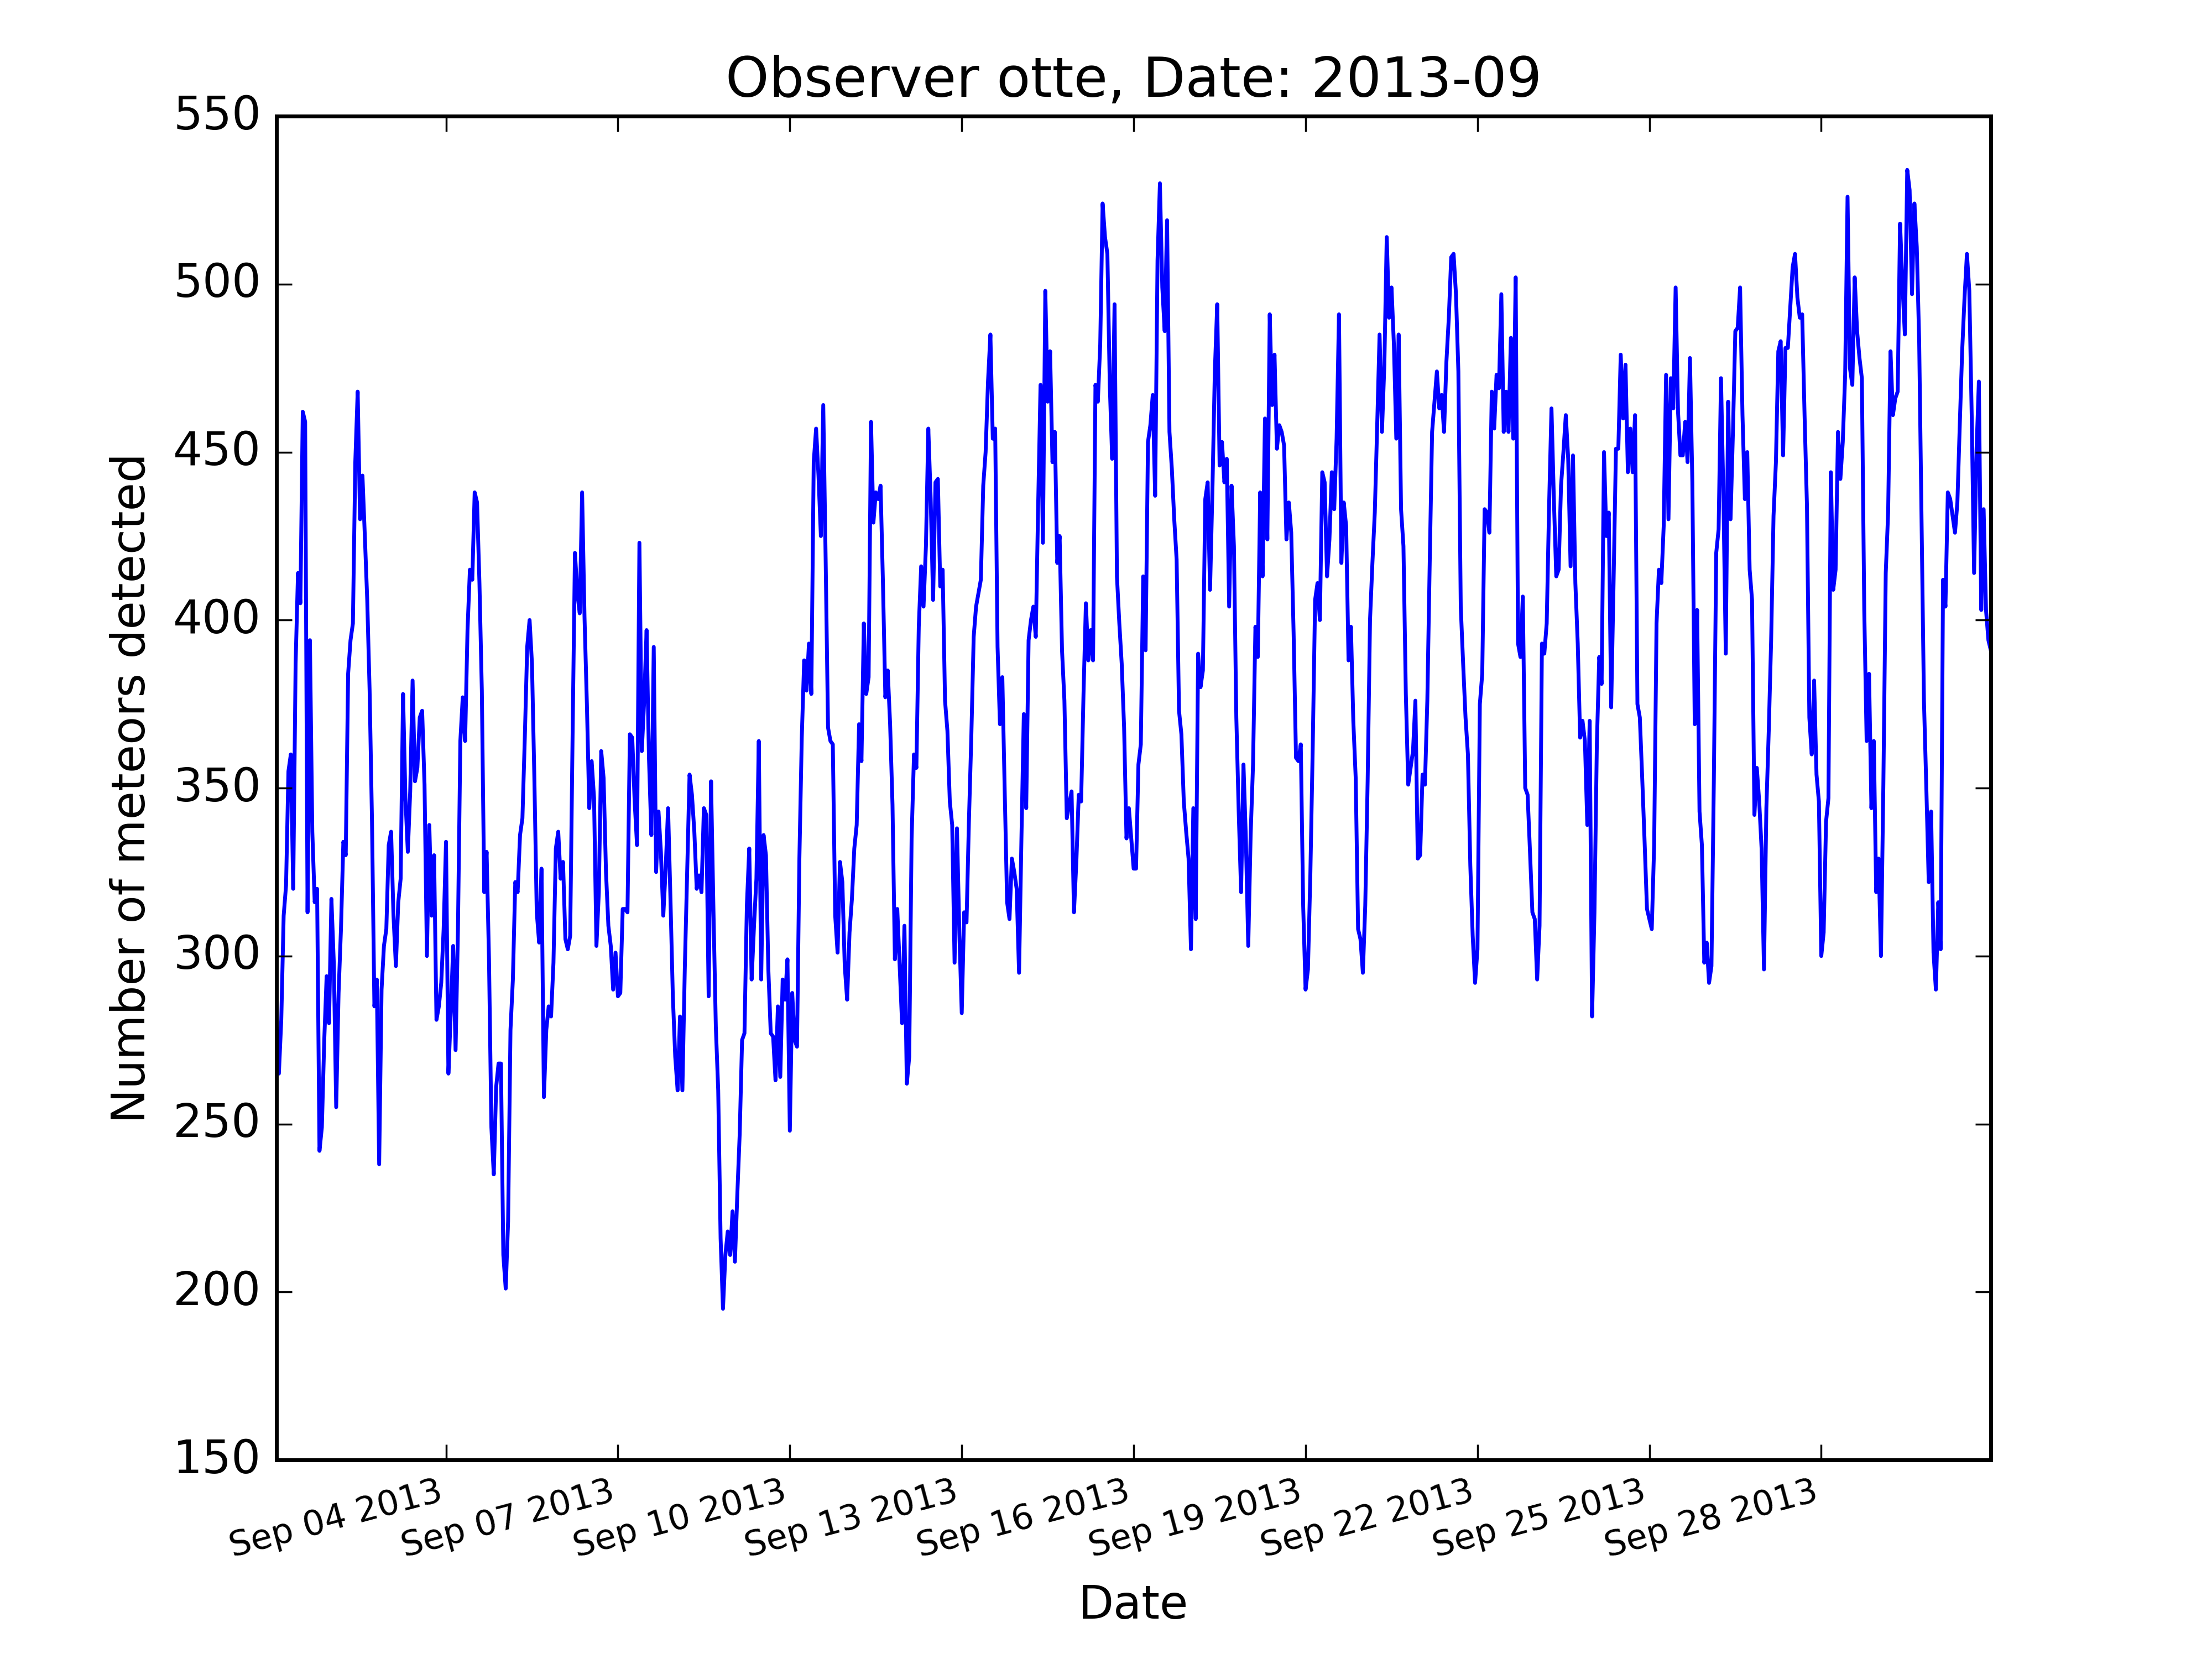 Observer otte, Date: 2013-09
Number of meteors detected
550
500
450
400
350
300
250
200
150
Sep 04 2013
Sep 07 2013
Sep 10 2013
Sep 13 2013
Sep 16 2013
Sep 19 2013
Sep 22 2013
Sep 25 2013
Sep 28 2013
Date